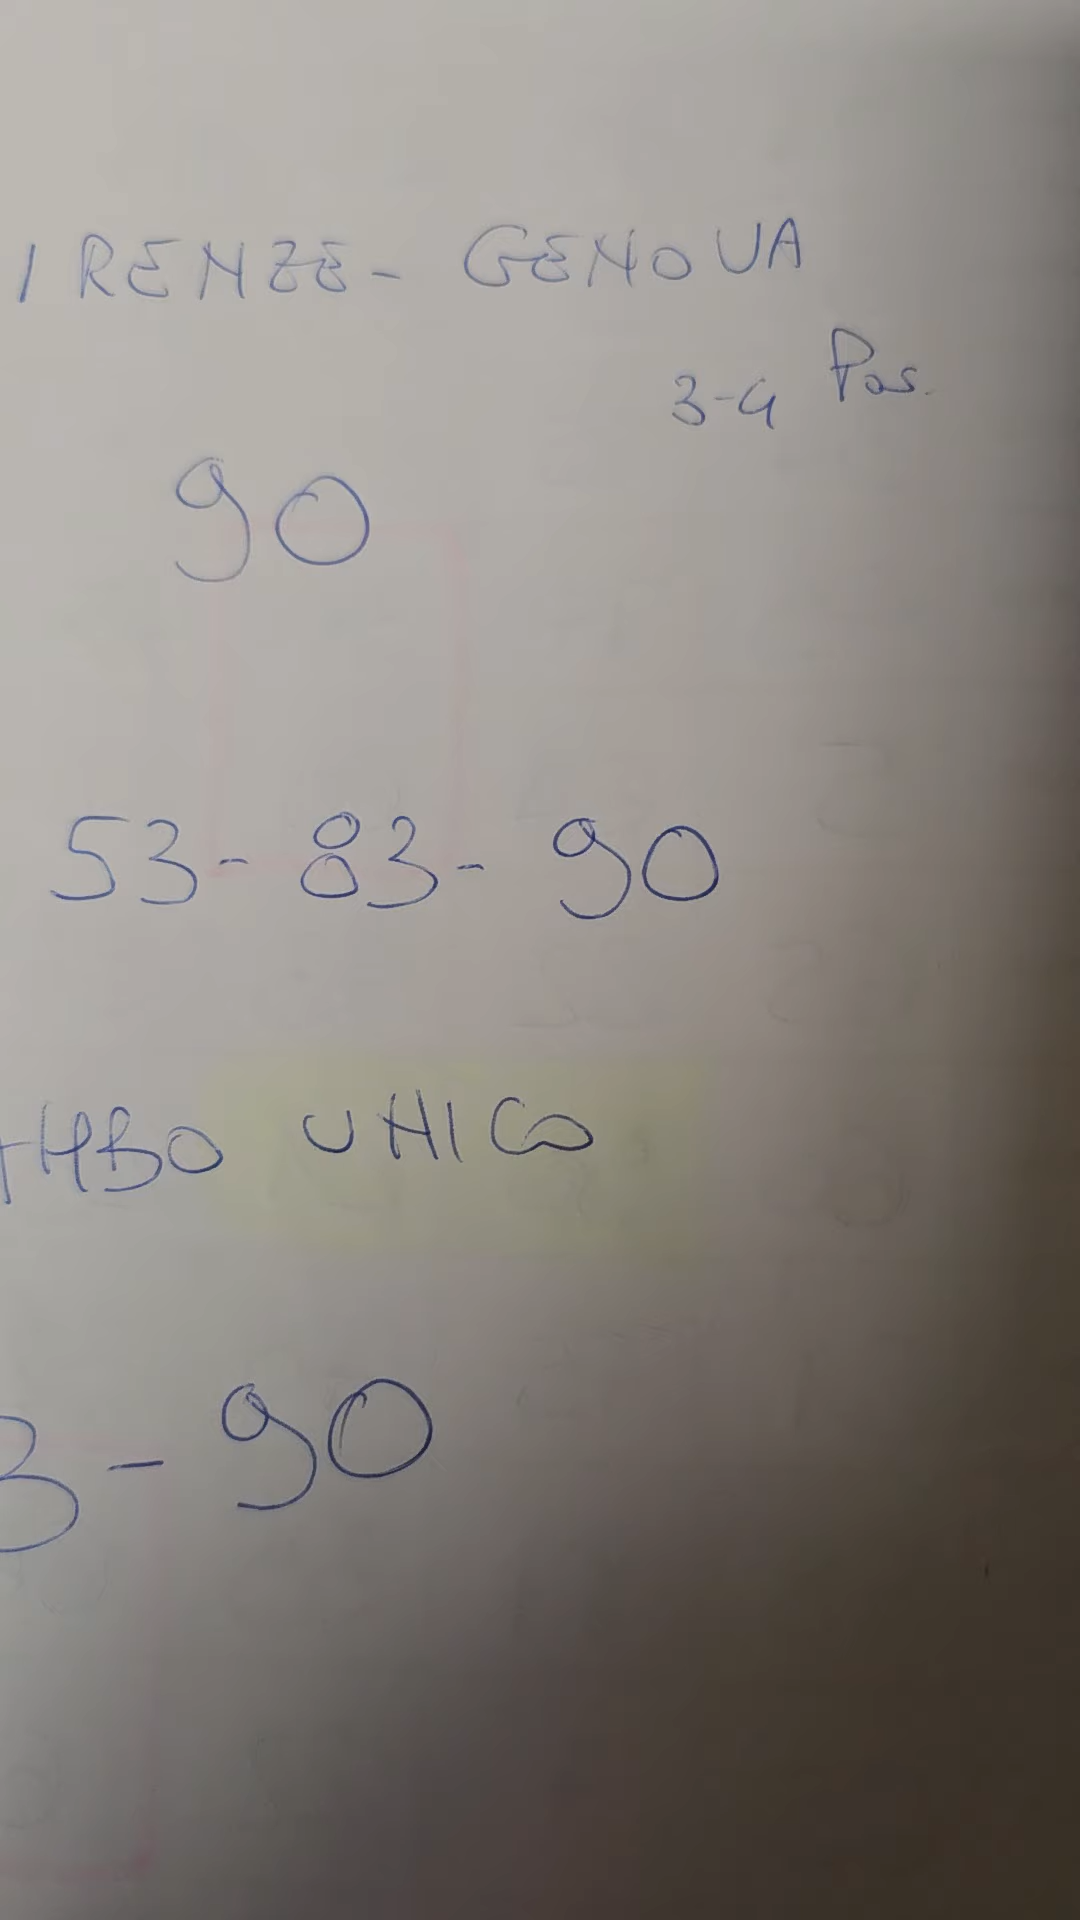 IRENZE- GENOVA
3-4 Pos.
90
53-83-90
MBO UNICO
3-90